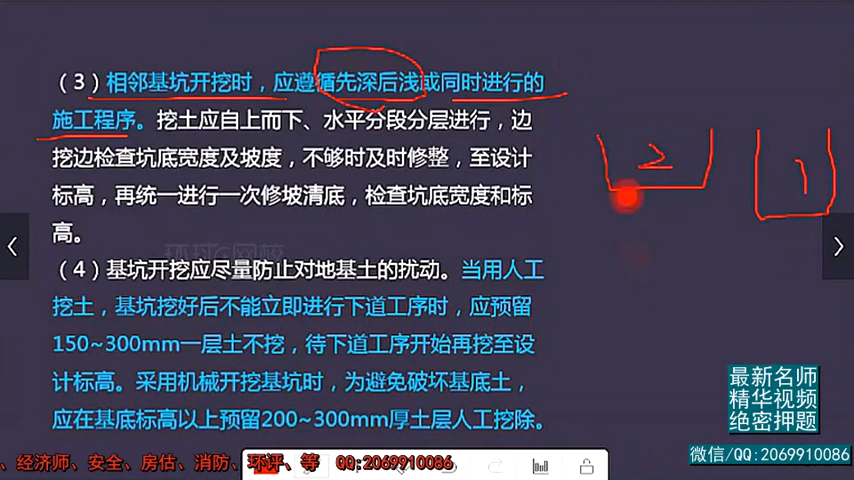 （3）相邻基坑开挖时，应遵循先深后浅或同时进行的
施工程序。挖土应自上而下、水平分段分层进行，边
挖边检查坑底宽度及坡度，不够时及时修整，至设计
标高，再统一进行一次修坡清底，检查坑底宽度和标
高。
2
1
环球网校
（4）基坑开挖应尽量防止对地基土的扰动。当用人工
挖土，基坑挖好后不能立即进行下道工序时，应预留
150~300mm一层土不挖，待下道工序开始再挖至设
计标高。采用机械开挖基坑时，为避免破坏基底土，
应在基底标高以上预留200~300mm厚土层人工挖除。
最新名师
精华视频
绝密押题
微信/QQ:2069910086
、经济师、安全、房估、消防、环评、等 QQ:2069910086